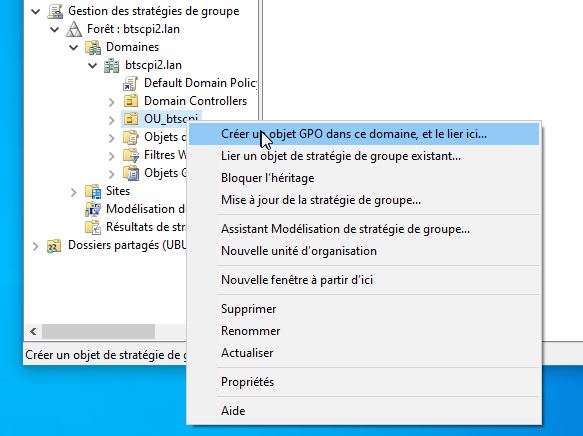 Gestion des stratégies de groupe
Forêt : btscpi2.lan
Domaines
btscpi2.lan
Default Domain Polic
Domain Controllers
OU_btscpi
Objets d
Filtres W
Objets G
Sites
Modélisation d
Résultats de stra
Dossiers partagés (UBU
Créer un objet de stratégie de g
Créer un objet GPO dans ce domaine, et le lier ici...
Lier un objet de stratégie de groupe existant...
Bloquer l'héritage
Mise à jour de la stratégie de groupe...
Assistant Modélisation de stratégie de groupe...
Nouvelle unité d'organisation
Nouvelle fenêtre à partir d'ici
Supprimer
Renommer
Actualiser
Propriétés
Aide